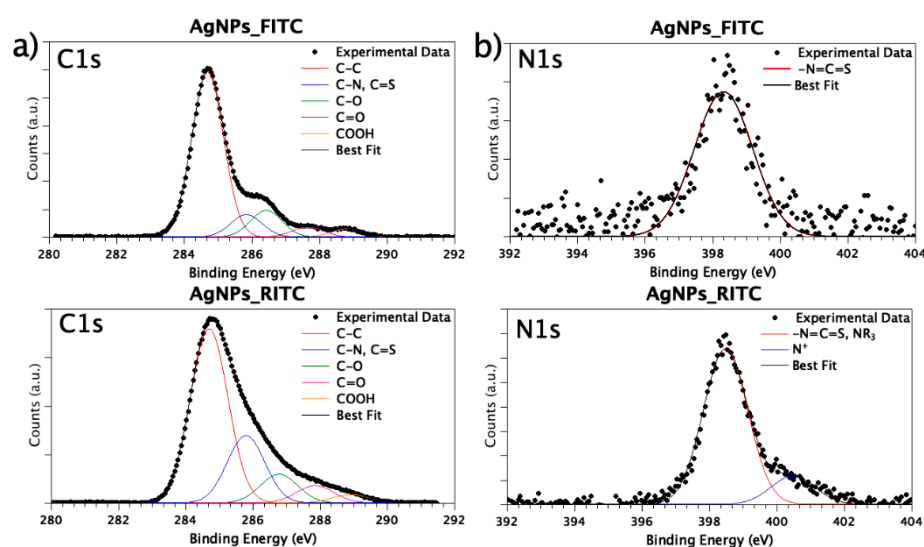 a)
AgNPs_FITC
C1s
Experimental Data
C–C
C–N, C=S
C–O
C=O
COOH
Best Fit
Counts (a.u.)
280 282 284 286 288 290 292
Binding Energy (eV)
b)
AgNPs_FITC
N1s
Experimental Data
–N=C=S
Best Fit
Counts (a.u.)
392 394 396 398 400 402 404
Binding Energy (eV)
AgNPs_RITC
C1s
Experimental Data
C–C
C–N, C=S
C–O
C=O
COOH
Best Fit
Counts (a.u.)
280 282 284 286 288 290 292
Binding Energy (eV)
AgNPs_RITC
N1s
Experimental Data
–N=C=S, NR₃
N⁺
Best Fit
Counts (a.u.)
392 394 396 398 400 402 404
Binding Energy (eV)